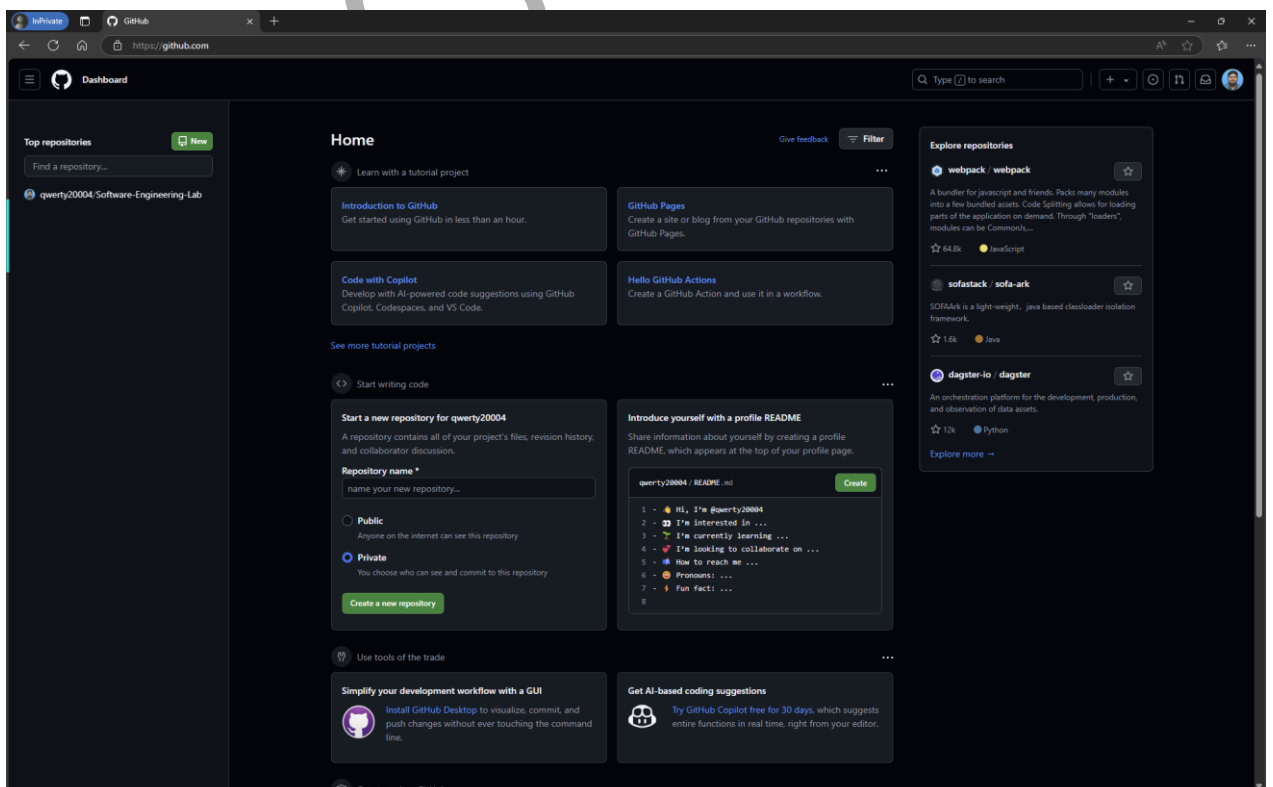 InPrivate
GitHub
https://github.com
Dashboard
Type / to search
Top repositories
New
Find a repository...
qwerty20004/Software-Engineering-Lab
Home
Give feedback
Filter
Learn with a tutorial project
Introduction to GitHub
Get started using GitHub in less than an hour.
GitHub Pages
Create a site or blog from your GitHub repositories with
GitHub Pages.
Code with Copilot
Develop with AI-powered code suggestions using GitHub
Copilot, Codespaces, and VS Code.
Hello GitHub Actions
Create a GitHub Action and use it in a workflow.
See more tutorial projects
Start writing code
Start a new repository for qwerty20004
A repository contains all of your project's files, revision history,
and collaborator discussion.
Repository name *
name your new repository...
Public
Anyone on the internet can see this repository
Private
You choose who can see and commit to this repository
Create a new repository
Introduce yourself with a profile README
Share information about yourself by creating a profile
README, which appears at the top of your profile page.
qwerty20004 / README.md
Create
1 - 👋 Hi, I'm @qwerty20004
2 - 👀 I'm interested in ...
3 - 🌱 I'm currently learning ...
4 - 💞️ I'm looking to collaborate on ...
5 - 📫 How to reach me ...
6 - 😄 Pronouns: ...
7 - ⚡ Fun fact: ...
8
Use tools of the trade
Simplify your development workflow with a GUI
Install GitHub Desktop to visualize, commit, and
push changes without ever touching the command
line.
Get AI-based coding suggestions
Try GitHub Copilot free for 30 days, which suggests
entire functions in real time, right from your editor.
Explore repositories
webpack / webpack
A bundler for javascript and friends. Packs many modules
into a few bundled assets. Code Splitting allows for loading
parts of the application on demand. Through "loaders",
modules can be CommonJs,...
64.8k JavaScript
sofastack / sofa-ark
SOFAArk is a light-weight, java based classloader isolation
framework.
1.6k Java
dagster-io / dagster
An orchestration platform for the development, production,
and observation of data assets.
12k Python
Explore more →